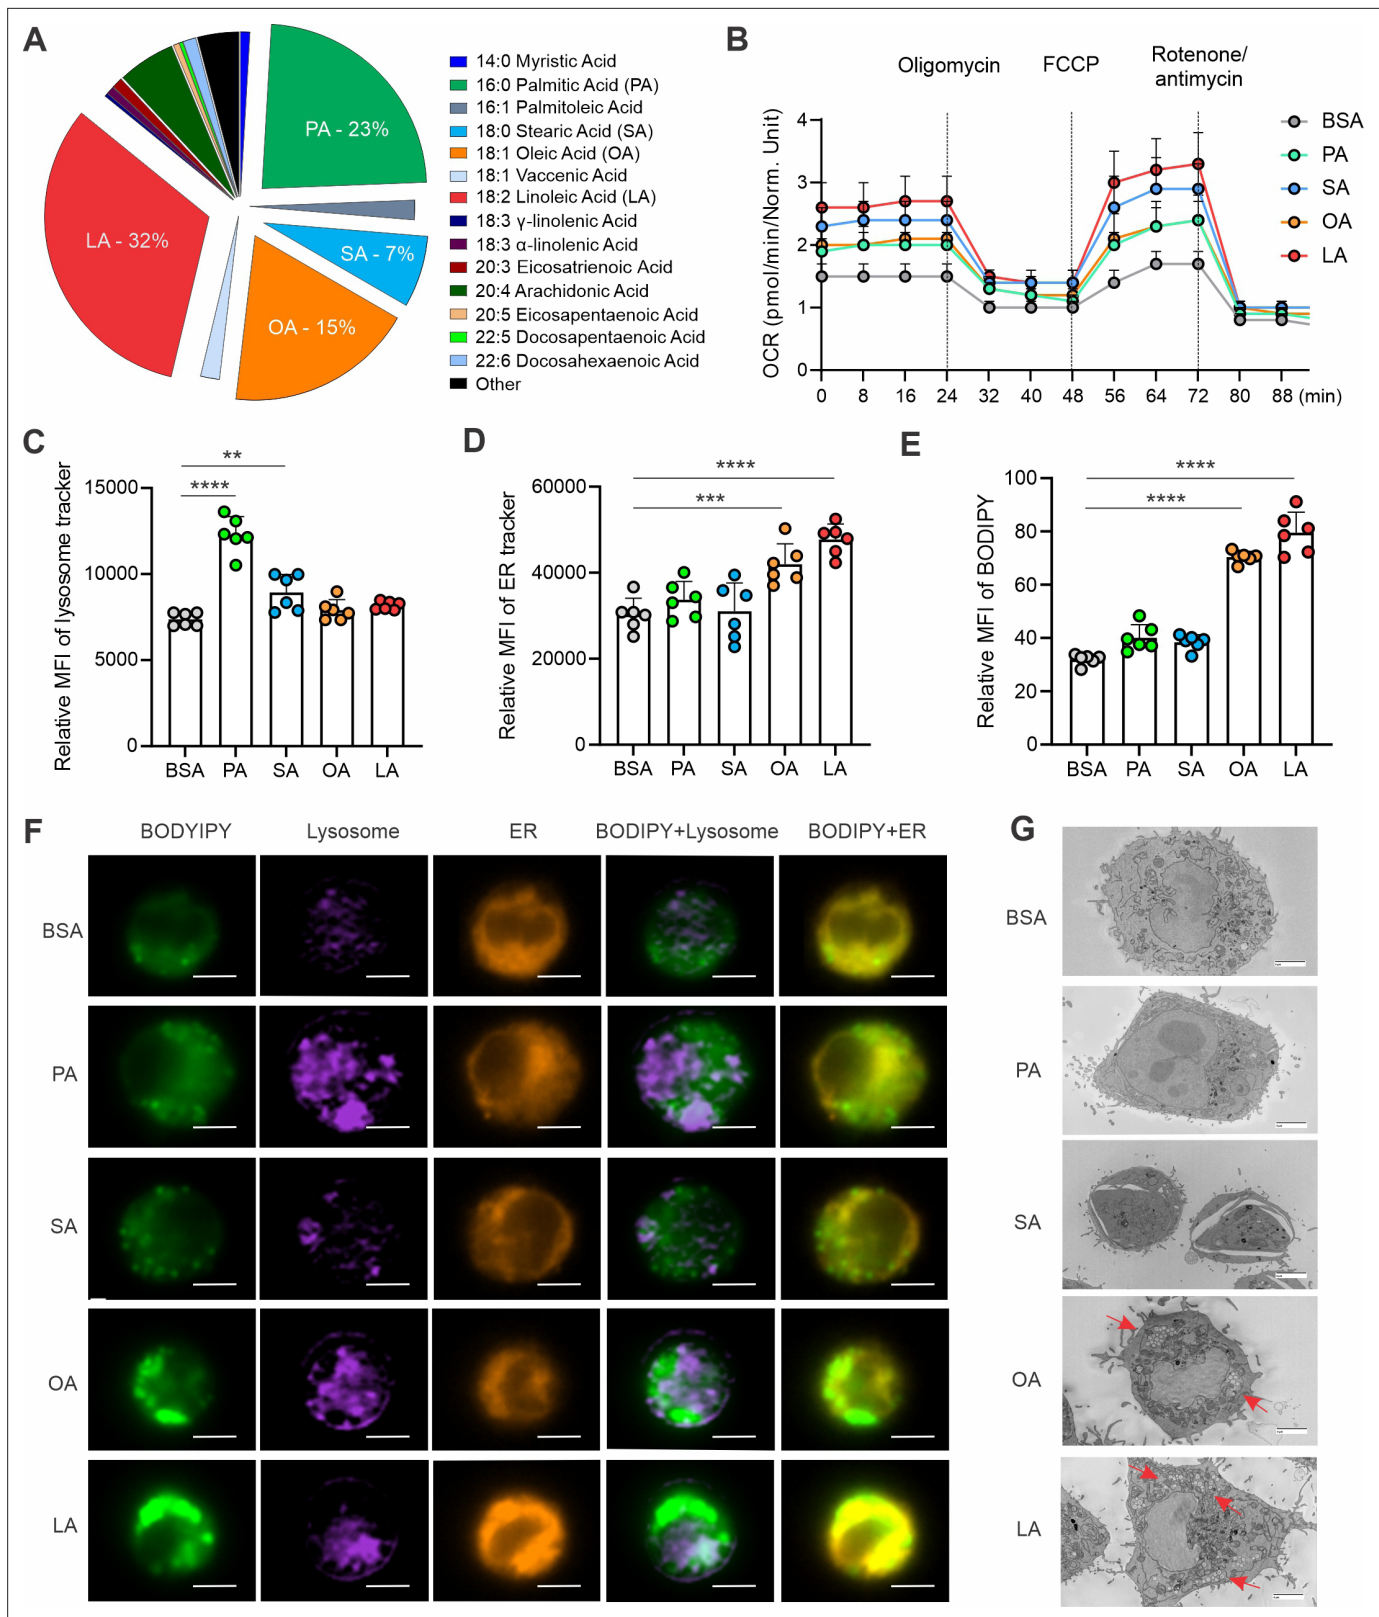 A
PA - 23%
SA - 7%
OA - 15%
LA - 32%
14:0 Myristic Acid
16:0 Palmitic Acid (PA)
16:1 Palmitoleic Acid
18:0 Stearic Acid (SA)
18:1 Oleic Acid (OA)
18:1 Vaccenic Acid
18:2 Linoleic Acid (LA)
18:3 γ-linolenic Acid
18:3 α-linolenic Acid
20:3 Eicosatrienoic Acid
20:4 Arachidonic Acid
20:5 Eicosapentaenoic Acid
22:5 Docosapentaenoic Acid
22:6 Docosahexaenoic Acid
Other
B
Oligomycin
FCCP
Rotenone/
antimycin
OCR (pmol/min/Norm. Unit)
4
3
2
1
0
0 8 16 24 32 40 48 56 64 72 80 88 (min)
BSA
PA
SA
OA
LA
C
Relative MFI of lysosome tracker
15000
10000
5000
0
**
****
BSA PA SA OA LA
D
Relative MFI of ER tracker
60000
40000
20000
0
****
***
BSA PA SA OA LA
E
Relative MFI of BODIPY
100
80
60
40
20
0
****
****
BSA PA SA OA LA
F
BODYIPY Lysosome ER BODIPY+Lysosome BODIPY+ER
BSA
PA
SA
OA
LA
G
BSA
PA
SA
OA
LA